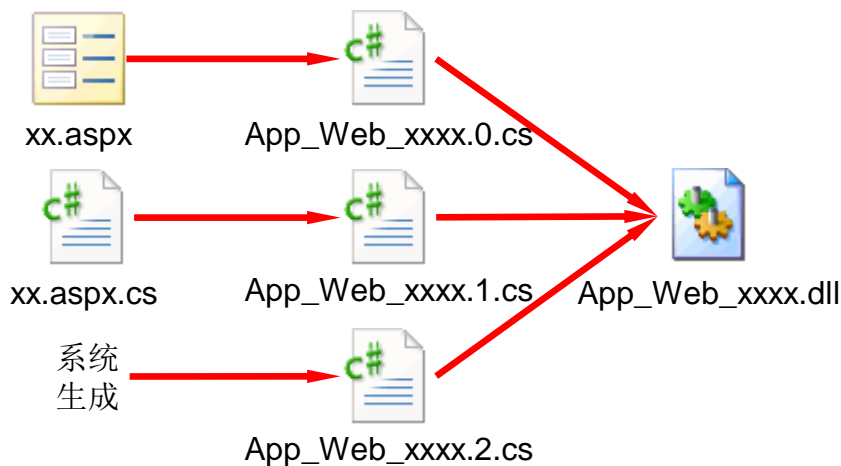 xx.aspx
App_Web_xxxx.0.cs
xx.aspx.cs
App_Web_xxxx.1.cs
App_Web_xxxx.dll
系统
生成
App_Web_xxxx.2.cs
C#
C#
C#
C#